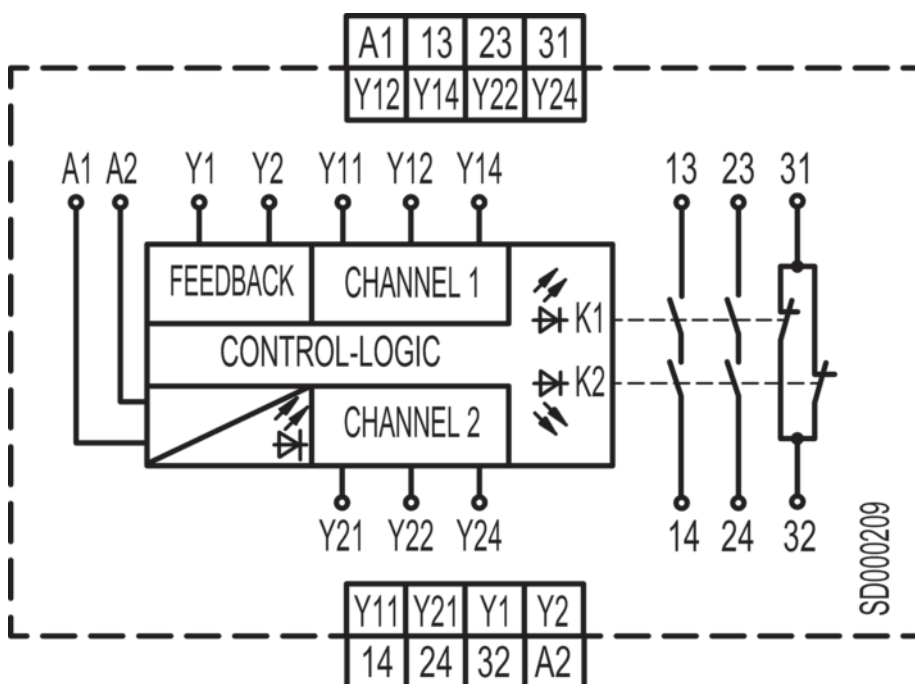 A1 13 23 31
Y12 Y14 Y22 Y24
A1 A2 Y1 Y2 Y11 Y12 Y14 13 23 31
FEEDBACK CHANNEL 1
K1
CONTROL-LOGIC
K2
CHANNEL 2
Y21 Y22 Y24 14 24 32
SD000209
Y11 Y21 Y1 Y2
14 24 32 A2